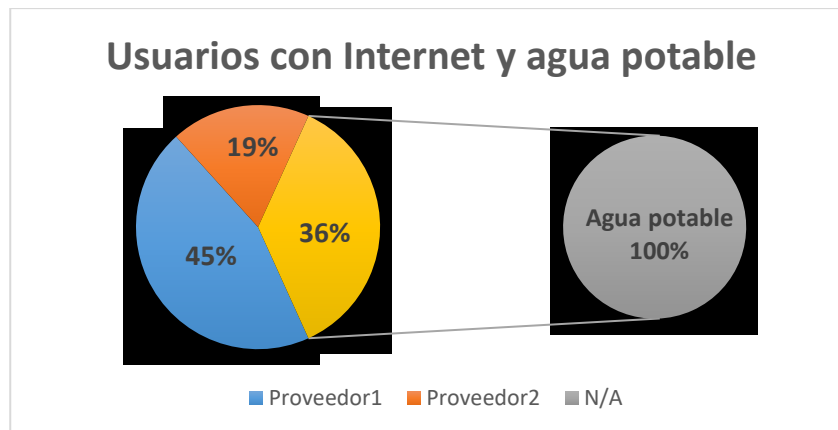 Usuarios con Internet y agua potable
19%
36%
45%
Agua potable
100%
Proveedor1 Proveedor2 N/A